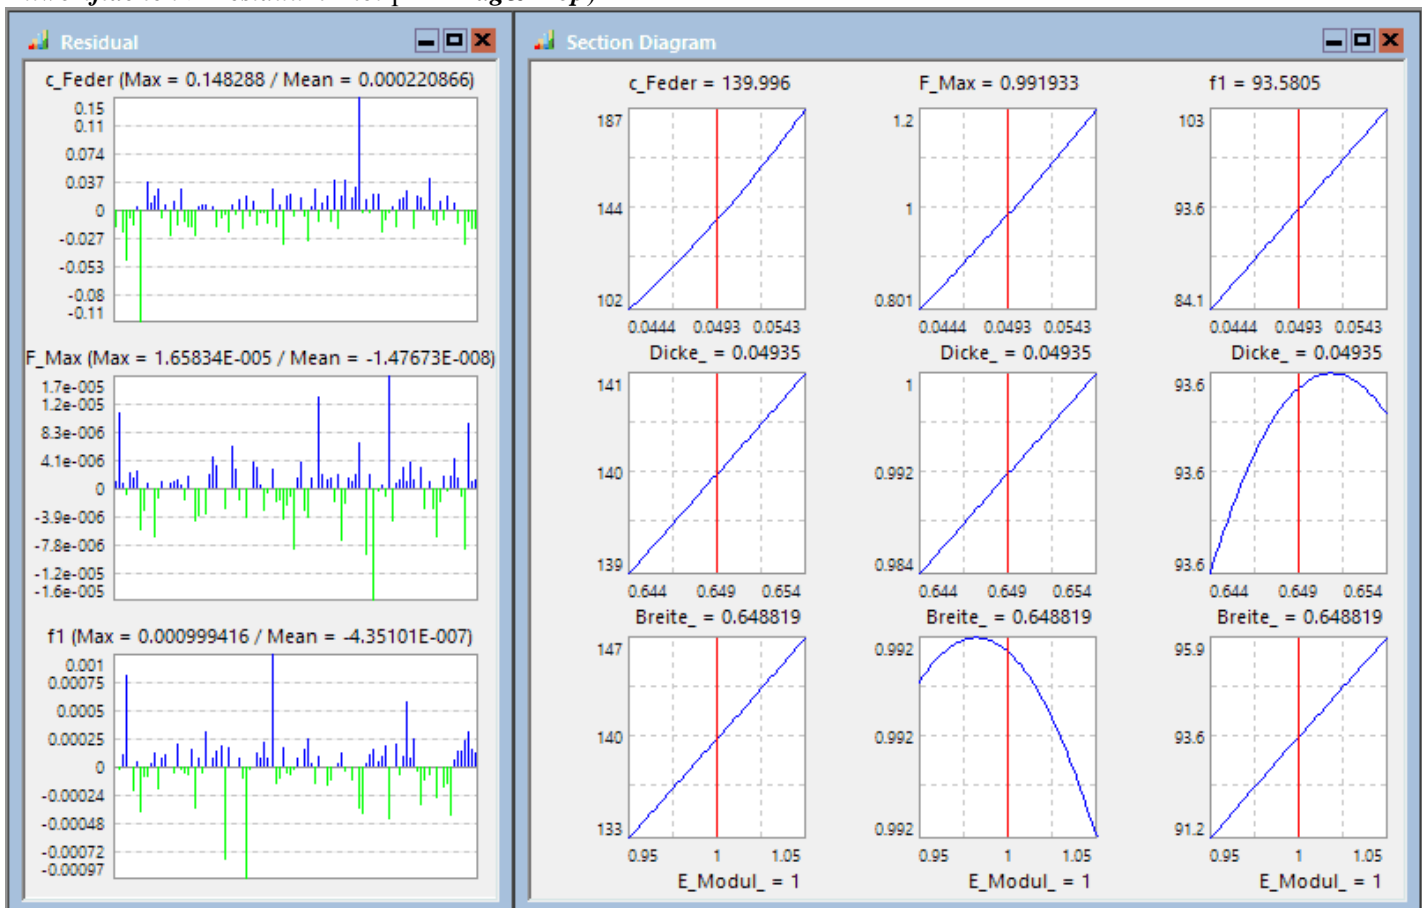 Residual
c_Feder (Max = 0.148288 / Mean = 0.000220866)
0.15
0.11
0.074
0.037
0
-0.027
-0.053
-0.08
-0.11
F_Max (Max = 1.65834E-005 / Mean = -1.47673E-008)
1.7e-005
1.2e-005
8.3e-006
4.1e-006
0
-3.9e-006
-7.8e-006
-1.2e-005
-1.6e-005
f1 (Max = 0.000999416 / Mean = -4.35101E-007)
0.001
0.00075
0.0005
0.00025
0
-0.00024
-0.00048
-0.00072
-0.00097
Section Diagram
c_Feder = 139.996 F_Max = 0.991933 f1 = 93.5805
187 1.2 103
144 1 93.6
102 0.801 84.1
0.0444 0.0493 0.0543 0.0444 0.0493 0.0543 0.0444 0.0493 0.0543
Dicke_ = 0.04935 Dicke_ = 0.04935 Dicke_ = 0.04935
141 1 93.6
140 0.992 93.6
139 0.984 93.6
0.644 0.649 0.654 0.644 0.649 0.654 0.644 0.649 0.654
Breite_ = 0.648819 Breite_ = 0.648819 Breite_ = 0.648819
147 0.992 95.9
140 0.992 93.6
133 0.992 91.2
0.95 1 1.05 0.95 1 1.05 0.95 1 1.05
E_Modul_ = 1 E_Modul_ = 1 E_Modul_ = 1